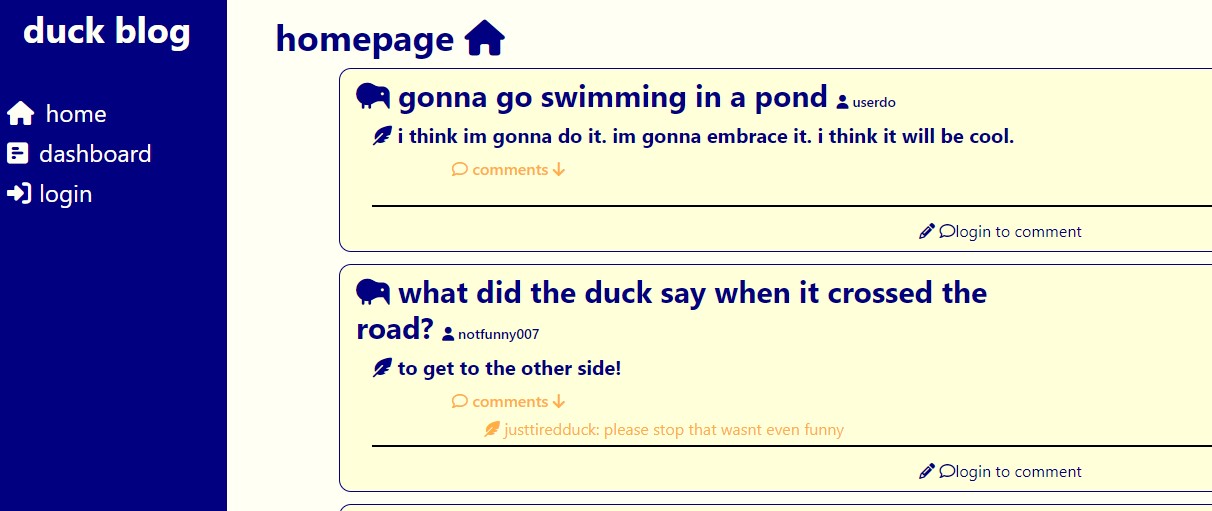 duck blog
home
dashboard
login
homepage
gonna go swimming in a pond userdo
i think im gonna do it. im gonna embrace it. i think it will be cool.
comments
login to comment
what did the duck say when it crossed the
road? notfunny007
to get to the other side!
comments
justtiredduck: please stop that wasnt even funny
login to comment